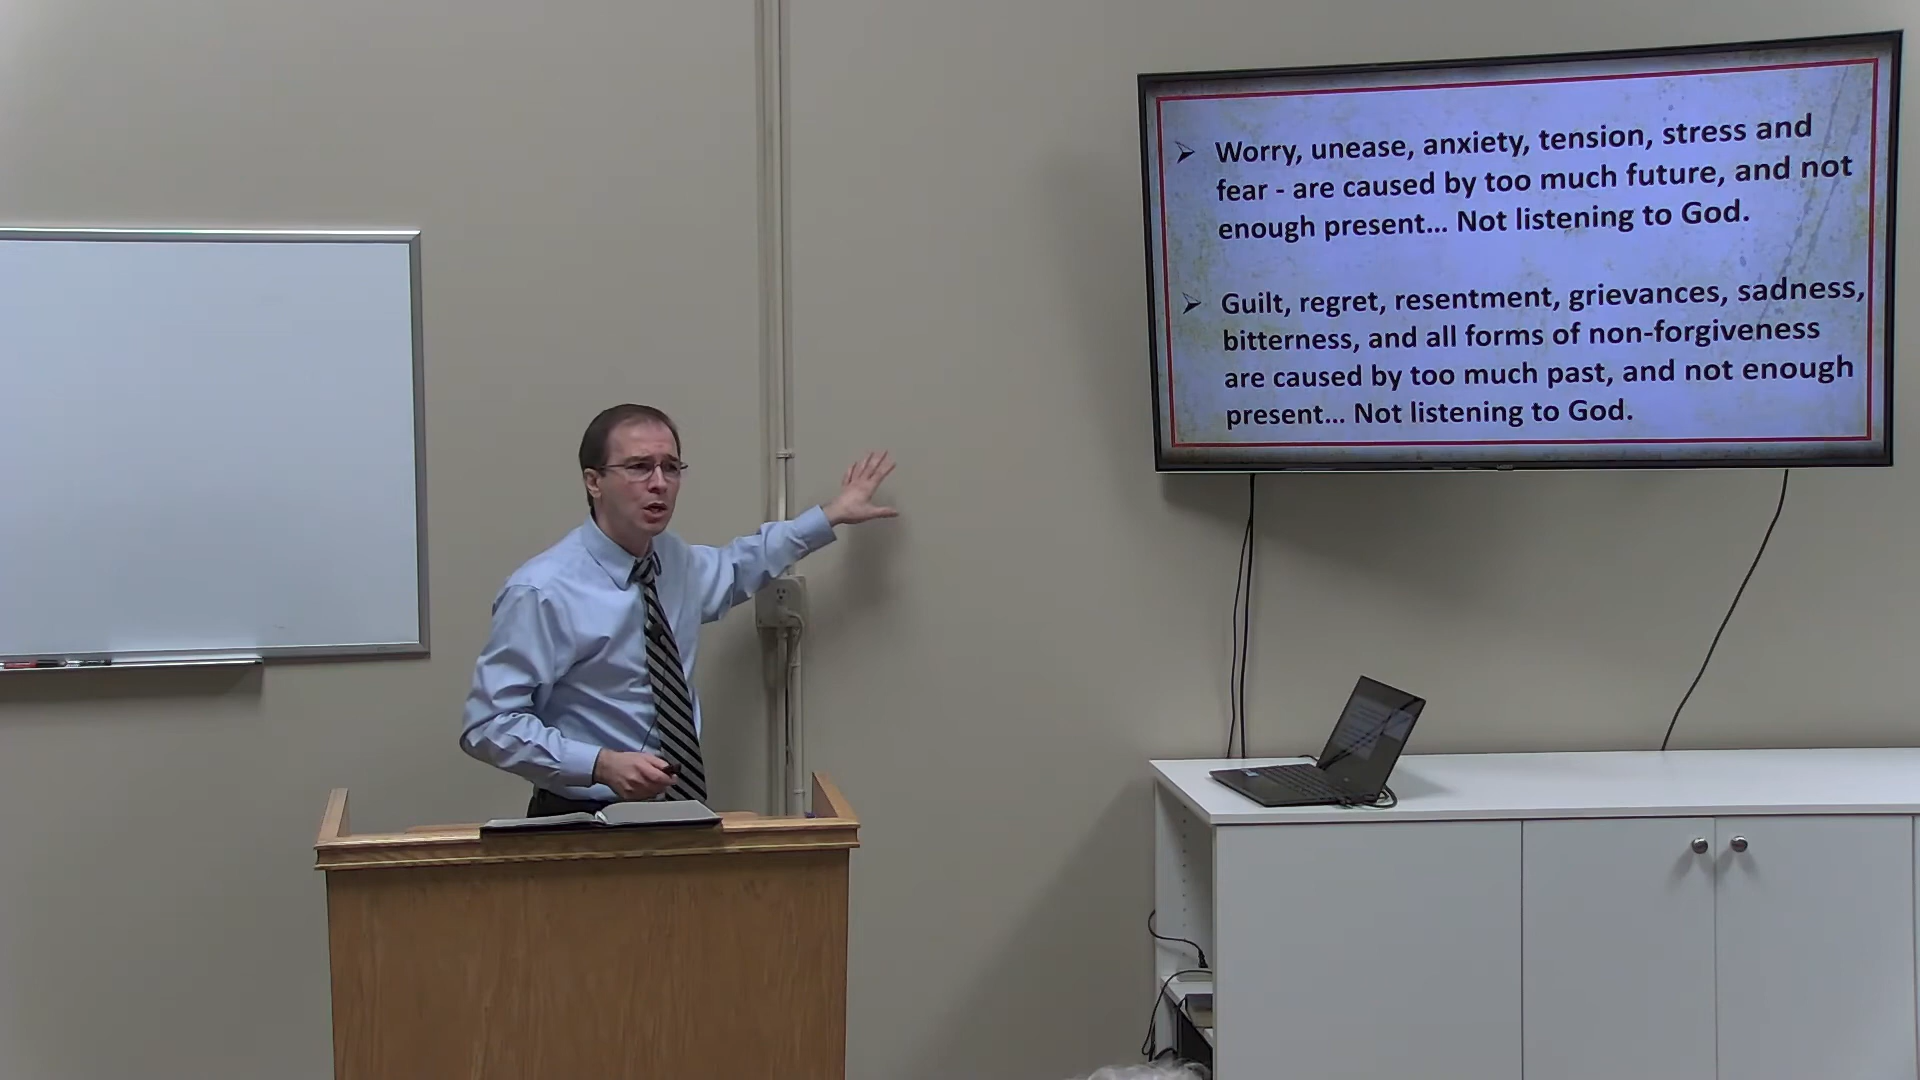 Worry, unease, anxiety, tension, stress and
fear - are caused by too much future, and not
enough present... Not listening to God.
Guilt, regret, resentment, grievances, sadness,
bitterness, and all forms of non-forgiveness
are caused by too much past, and not enough
present... Not listening to God.